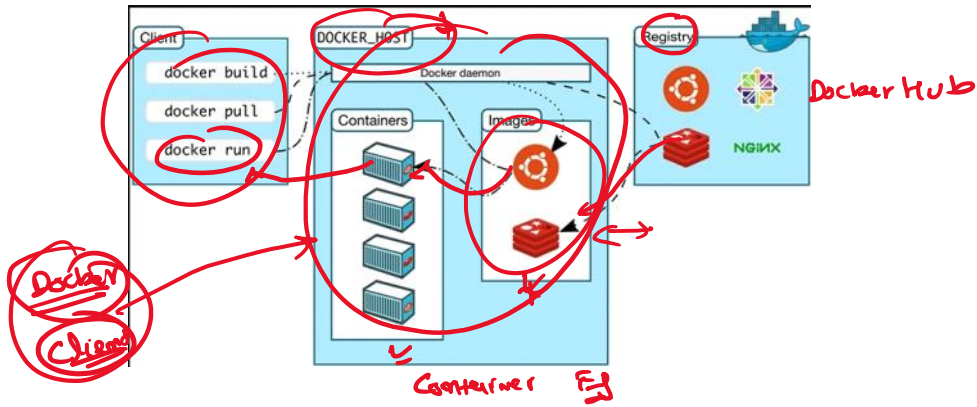 Client
docker build
docker pull
docker run
DOCKER_HOST
Docker daemon
Containers
Images
Registry
NGINX
Docker Hub
Docker
Client
Container